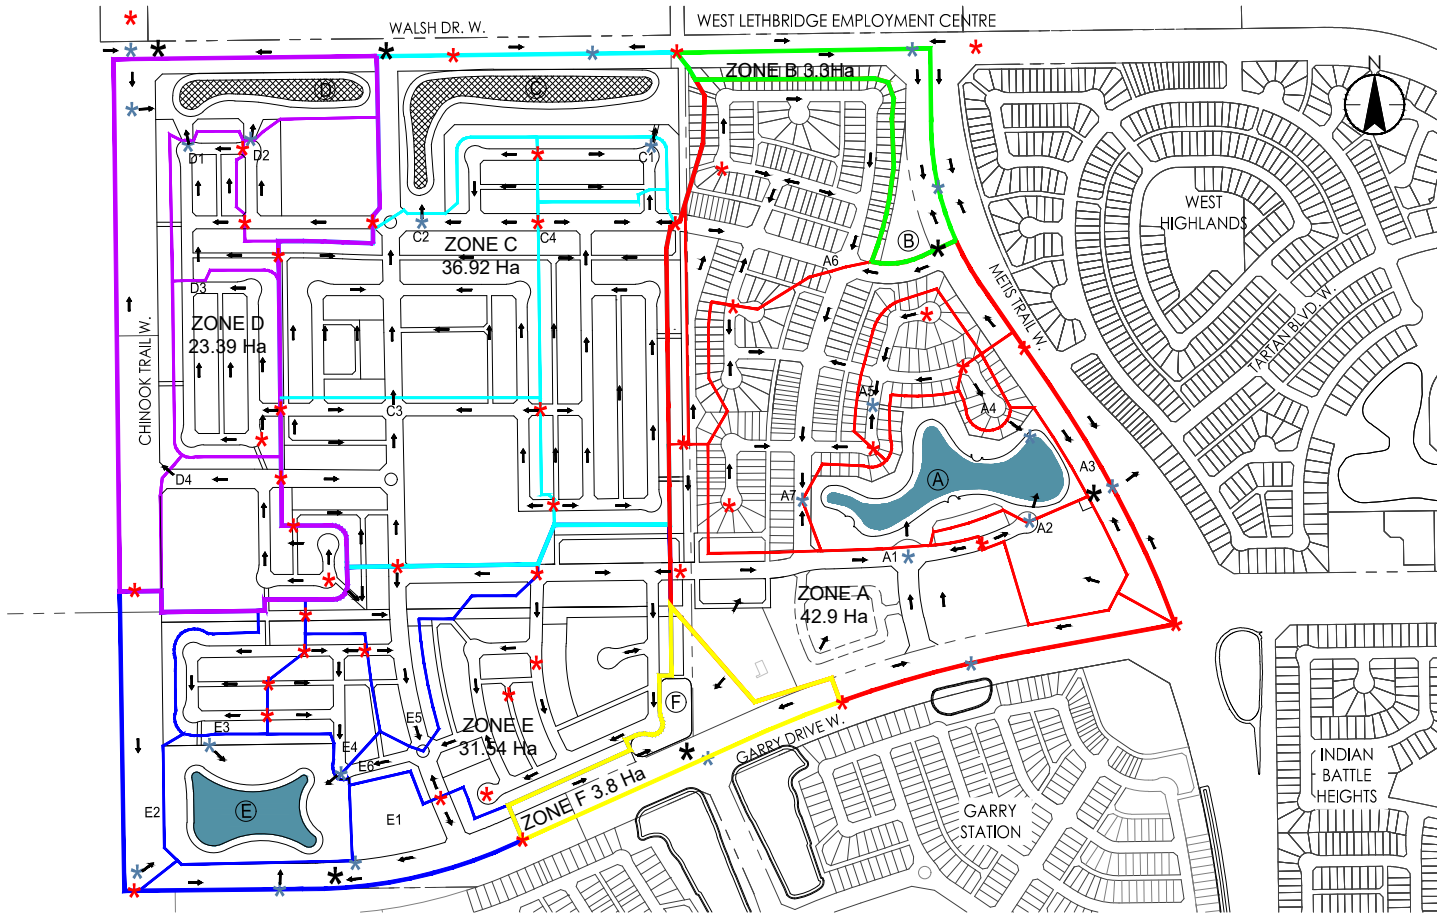 WALSH DR. W.
WEST LETHBRIDGE EMPLOYMENT CENTRE
N
ZONE B 3.3Ha
D
C
D1
D2
C1
C2
C4
ZONE C
36.92 Ha
B
A6
WEST
HIGHLANDS
METIS TRAIL W.
TARTAN BLVD. W.
D3
ZONE D
23.39 Ha
CHINOOK TRAIL W.
C3
A5
A4
D4
A7
A
A3
A2
A1
ZONE A
42.9 Ha
F
E5
ZONE E
31.54 Ha
E3
E4
E6
GARRY DRIVE W.
ZONE F 3.8 Ha
E2
E
E1
GARRY
STATION
INDIAN
BATTLE
HEIGHTS